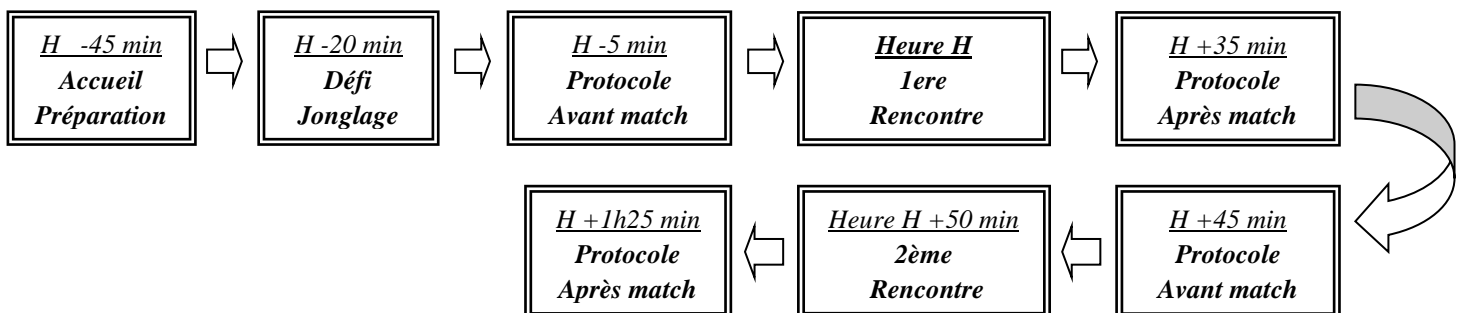 H -45 min
Accueil
Préparation
H -20 min
Défi
Jonglage
H -5 min
Protocole
Avant match
Heure H
1ere
Rencontre
H +35 min
Protocole
Après match
H +45 min
Protocole
Avant match
Heure H +50 min
2ème
Rencontre
H +1h25 min
Protocole
Après match